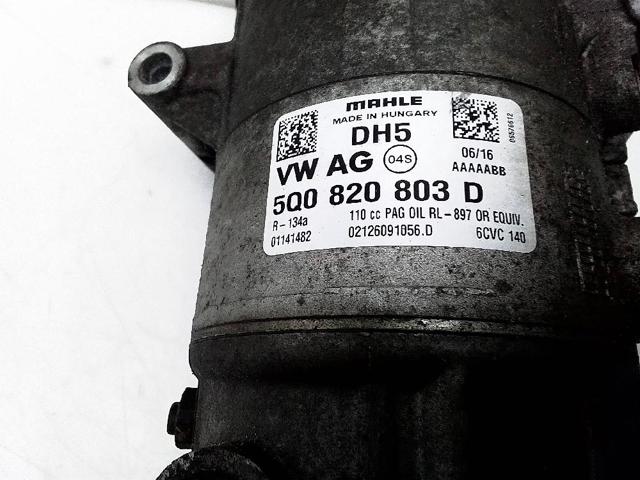 MAHLE
MADE IN HUNGARY
DH5
06576612
VW AG 04S
06/16
AAAAABB
5Q0 820 803 D
R-134a 110 cc PAG OIL RL-897 OR EQUIV.
01141482 02126091056.D 6CVC 140